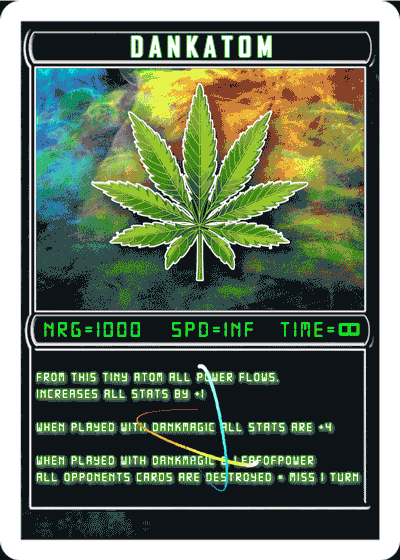 DANKATOM
NRG=1000 SPD=INF TIME=∞
FROM THIS TINY ATOM ALL POWER FLOWS.
INCREASES ALL STATS BY +1
WHEN PLAYED WITH DANKMAGIC ALL STATS ARE +4
WHEN PLAYED WITH DANKMAGIC & LEAFOFPOWER
ALL OPPONENTS CARDS ARE DESTROYED + MISS 1 TURN